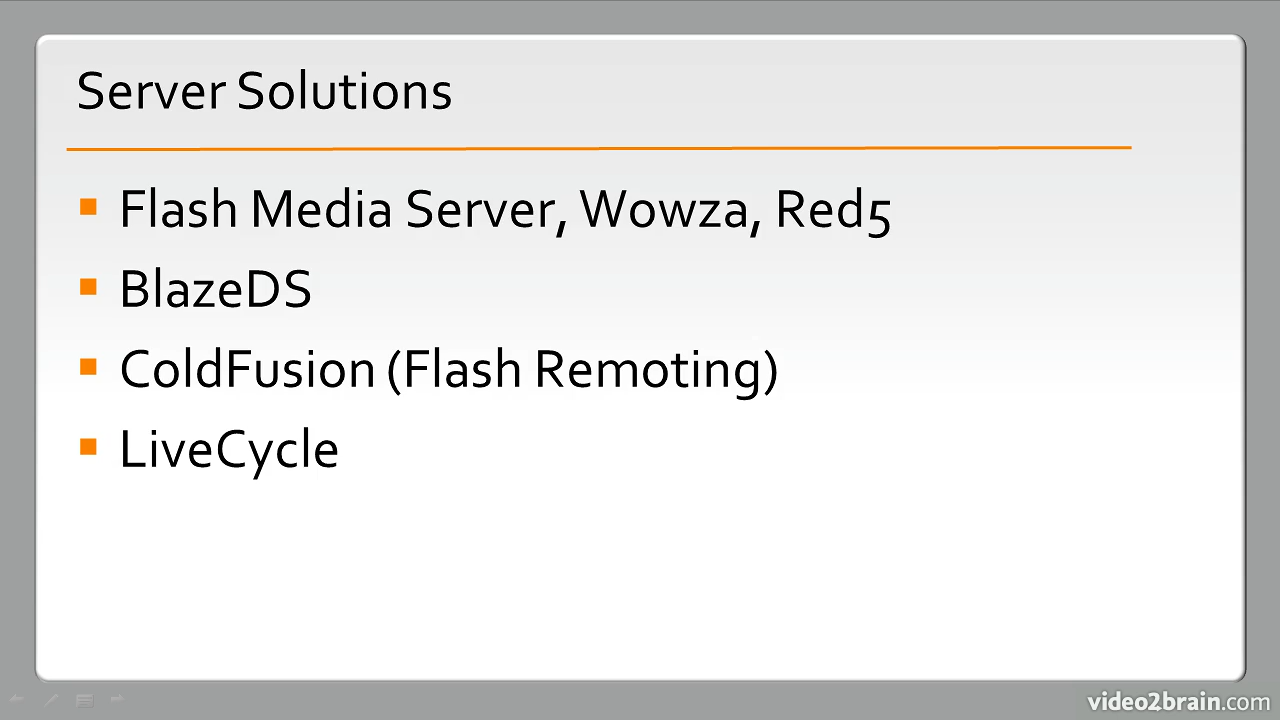 Server Solutions
Flash Media Server, Wowza, Red5
BlazeDS
ColdFusion (Flash Remoting)
LiveCycle
video2brain.com